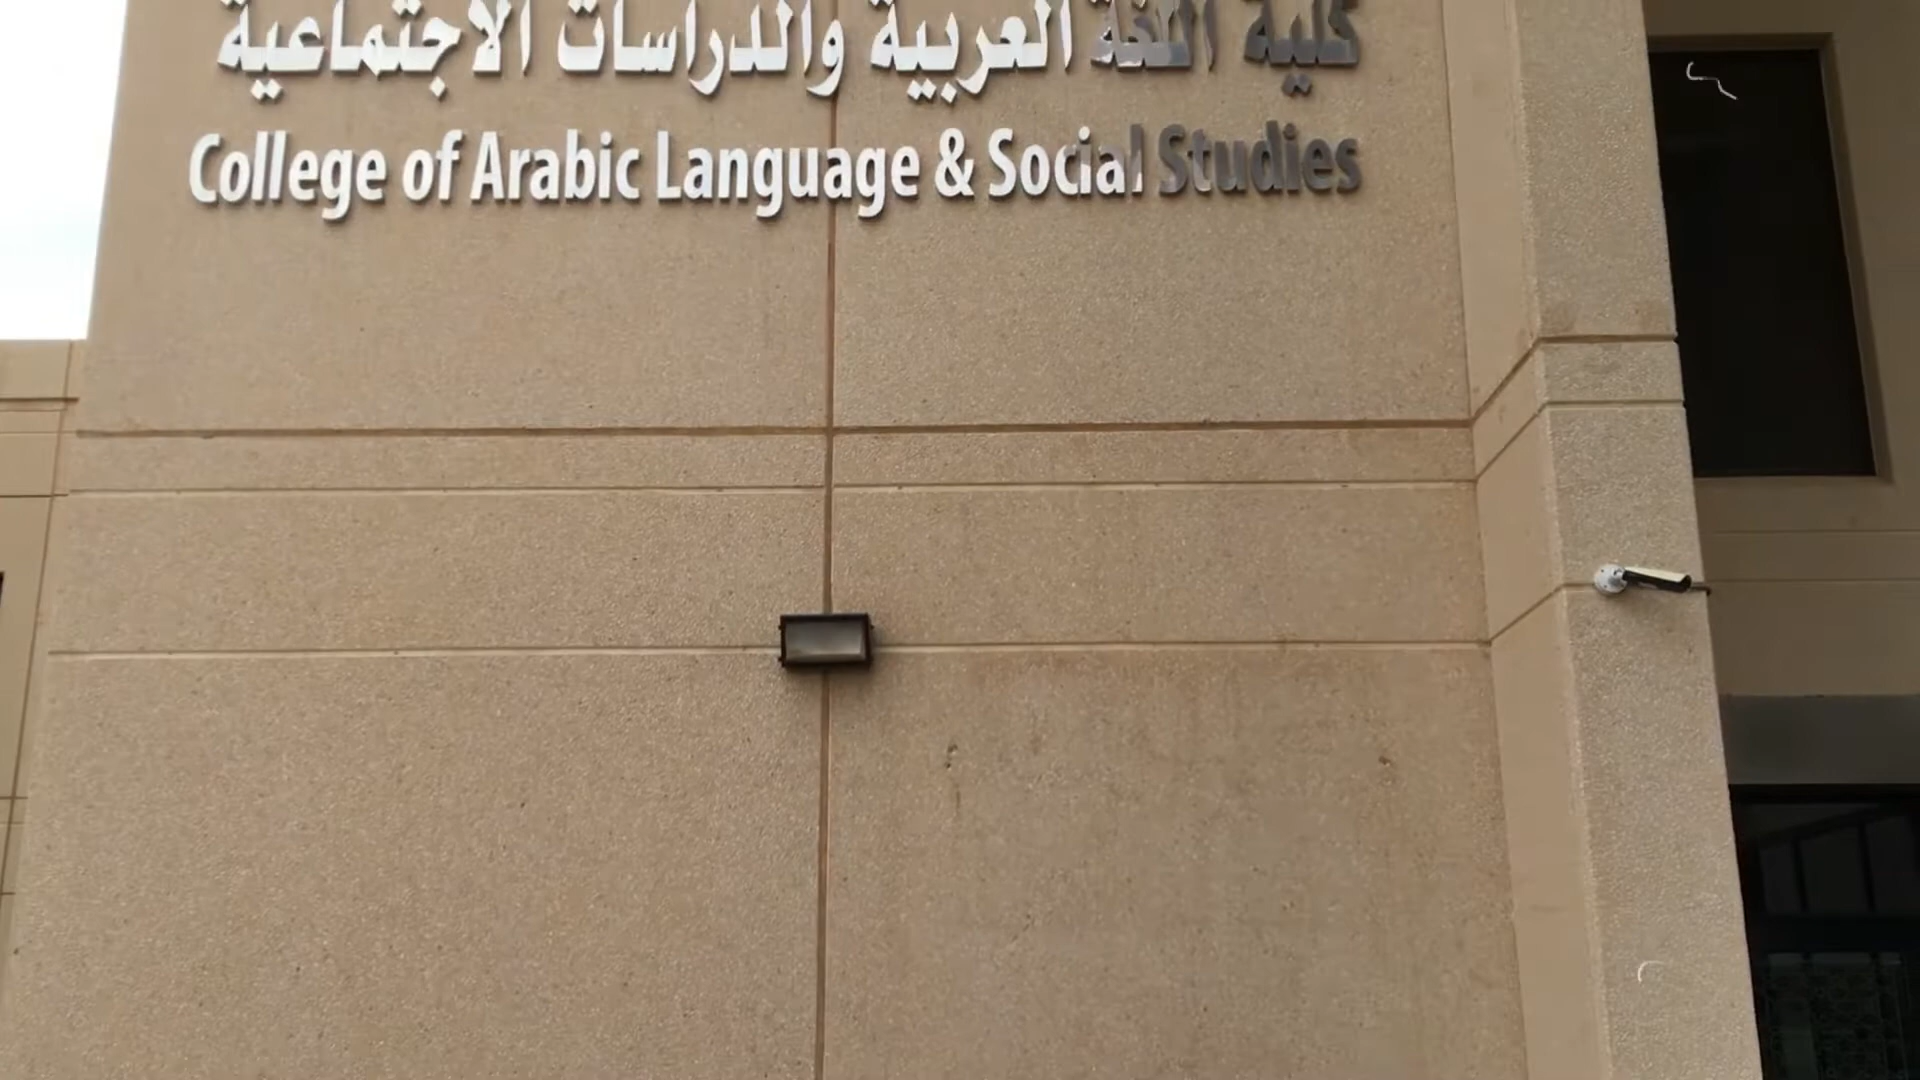 كلية اللغة العربية والدراسات الاجتماعية
College of Arabic Language & Social Studies